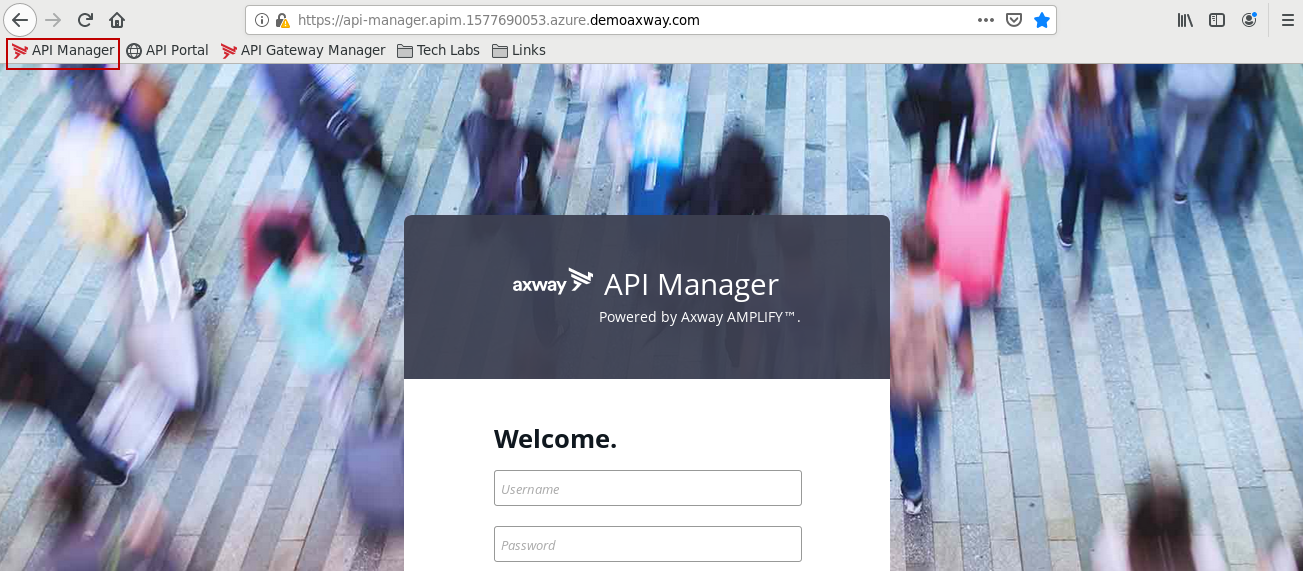 https://api-manager.apim.1577690053.azure.demoaxway.com
API Manager API Portal API Gateway Manager Tech Labs Links
axway API Manager
Powered by Axway AMPLIFY™.
Welcome.
Username
Password